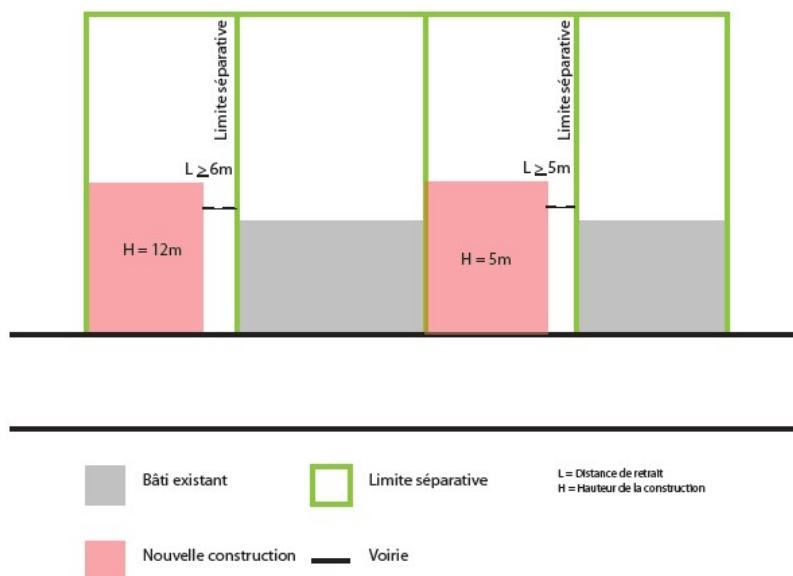 Limite séparative
Limite séparative
L ≥ 6m
L ≥ 5m
H = 12m
H = 5m
Bâti existant
Limite séparative
L = Distance de retrait
H = Hauteur de la construction
Nouvelle construction
Voirie